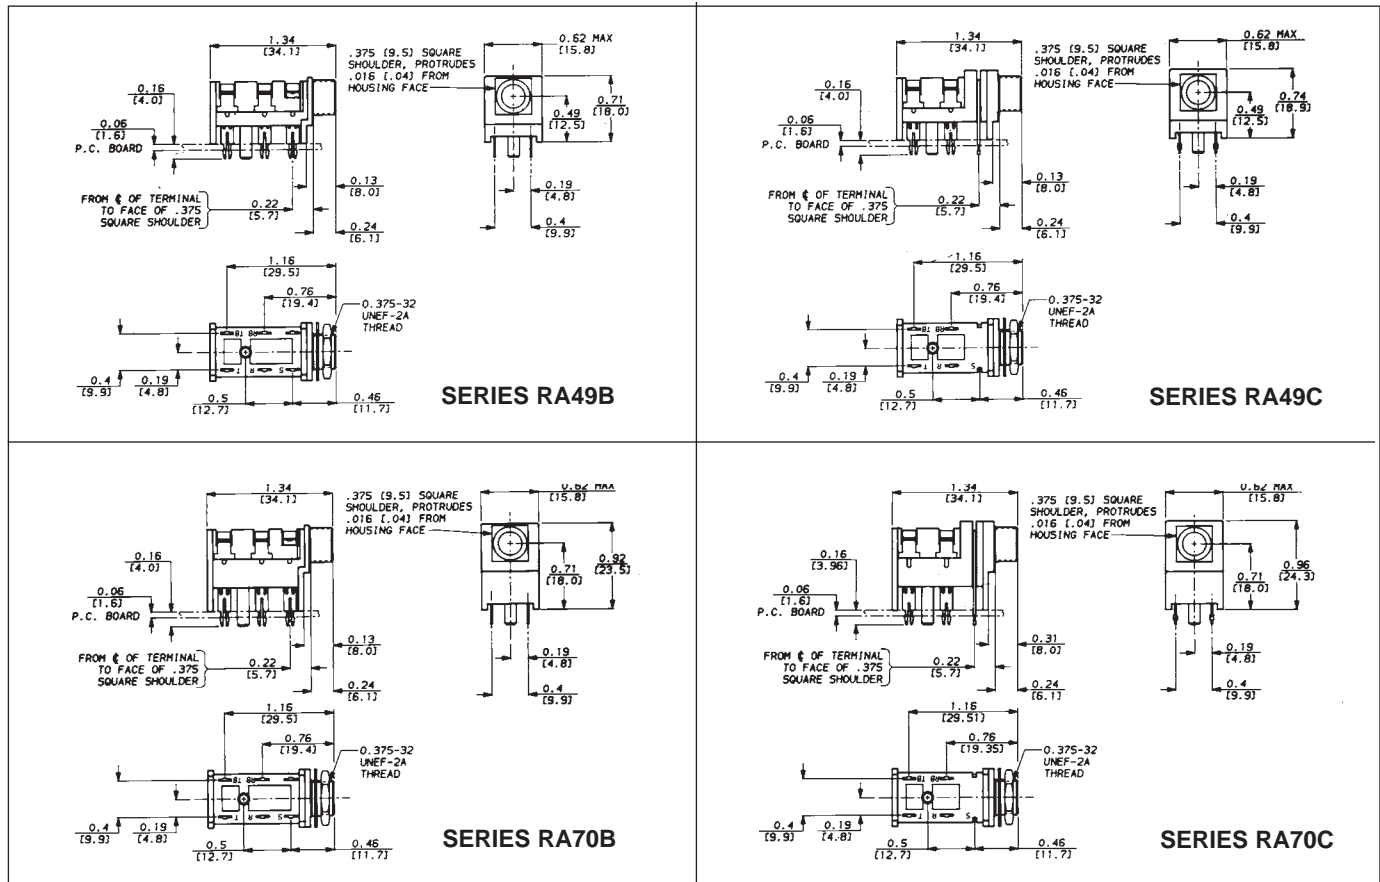 1.34
[34.1]
.375 [9.5] SQUARE
SHOULDER, PROTRUDES
.016 [.04] FROM
HOUSING FACE
0.62 MAX
[15.8]
0.16
[4.0]
0.06
[1.6]
P.C. BOARD
0.71
[18.0]
0.49
[12.5]
0.13
[8.0]
FROM ℄ OF TERMINAL
TO FACE OF .375
SQUARE SHOULDER
0.22
[5.7]
0.24
[6.1]
0.19
[4.8]
0.4
[9.9]
1.16
[29.5]
0.76
[19.4]
0.375-32
UNEF-2A
THREAD
TB RB
T R S
0.4
[9.9]
0.19
[4.8]
0.5
[12.7]
0.46
[11.7]
SERIES RA49B
1.34
[34.1]
.375 [9.5] SQUARE
SHOULDER, PROTRUDES
.016 [.04] FROM
HOUSING FACE
0.62 MAX
[15.8]
0.16
[4.0]
0.06
[1.6]
P.C. BOARD
0.74
[18.9]
0.49
[12.5]
0.13
[8.0]
FROM ℄ OF TERMINAL
TO FACE OF .375
SQUARE SHOULDER
0.22
[5.7]
0.24
[6.1]
0.19
[4.8]
0.4
[9.9]
1.16
[29.5]
0.76
[19.4]
0.375-32
UNEF-2A
THREAD
TB RB
T R S
0.4
[9.9]
0.19
[4.8]
0.5
[12.7]
0.46
[11.7]
SERIES RA49C
1.34
[34.1]
.375 [9.5] SQUARE
SHOULDER, PROTRUDES
.016 [.04] FROM
HOUSING FACE
0.62 MAX
[15.8]
0.16
[4.0]
0.06
[1.6]
P.C. BOARD
0.92
[23.5]
0.71
[18.0]
0.13
[8.0]
FROM ℄ OF TERMINAL
TO FACE OF .375
SQUARE SHOULDER
0.22
[5.7]
0.24
[6.1]
0.19
[4.8]
0.4
[9.9]
1.16
[29.5]
0.76
[19.4]
0.375-32
UNEF-2A
THREAD
TB RB
T R S
0.4
[9.9]
0.19
[4.8]
0.5
[12.7]
0.46
[11.7]
SERIES RA70B
1.34
[34.1]
.375 [9.5] SQUARE
SHOULDER, PROTRUDES
.016 [.04] FROM
HOUSING FACE
0.62 MAX
[15.8]
0.16
[3.96]
0.06
[1.6]
P.C. BOARD
0.96
[24.3]
0.71
[18.0]
0.31
[8.0]
FROM ℄ OF TERMINAL
TO FACE OF .375
SQUARE SHOULDER
0.22
[5.7]
0.24
[6.1]
0.19
[4.8]
0.4
[9.9]
1.16
[29.51]
0.76
[19.35]
0.375-32
UNEF-2A
THREAD
TB RB
T R S
0.4
[9.9]
0.19
[4.8]
0.5
[12.7]
0.46
[11.7]
SERIES RA70C